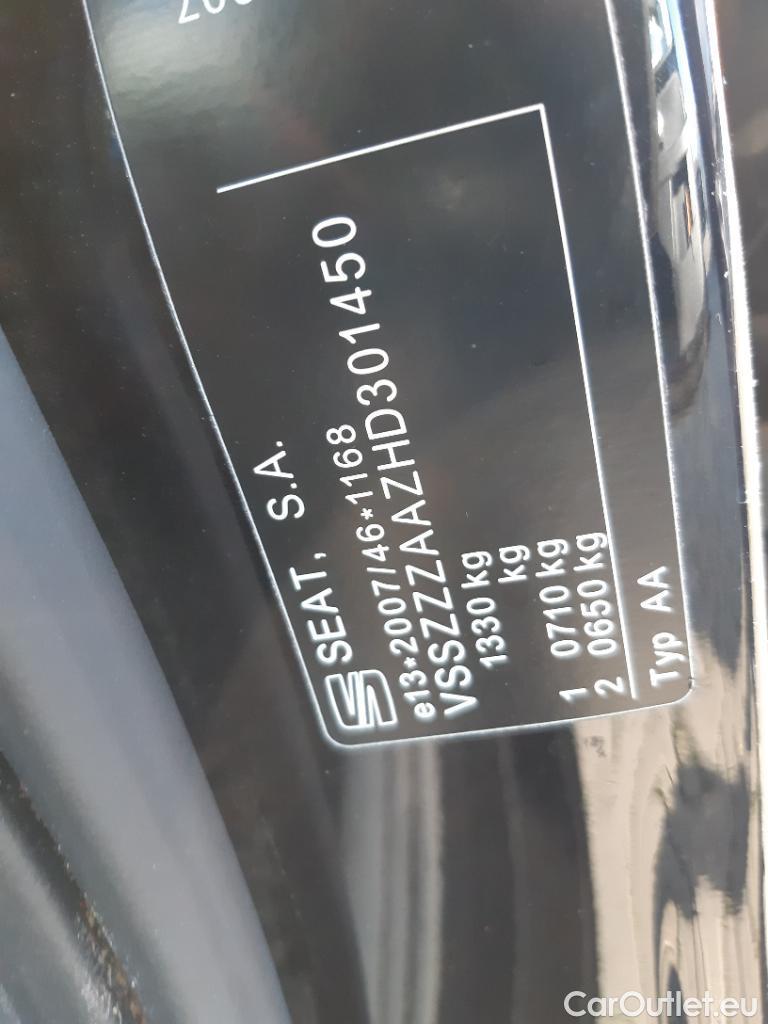 SEAT, S.A.
e13*2007/46*1168
VSSZZZAAZHD301450
1330 kg
kg
1 0710 kg
2 0650 kg
Typ AA
CarOutlet.eu